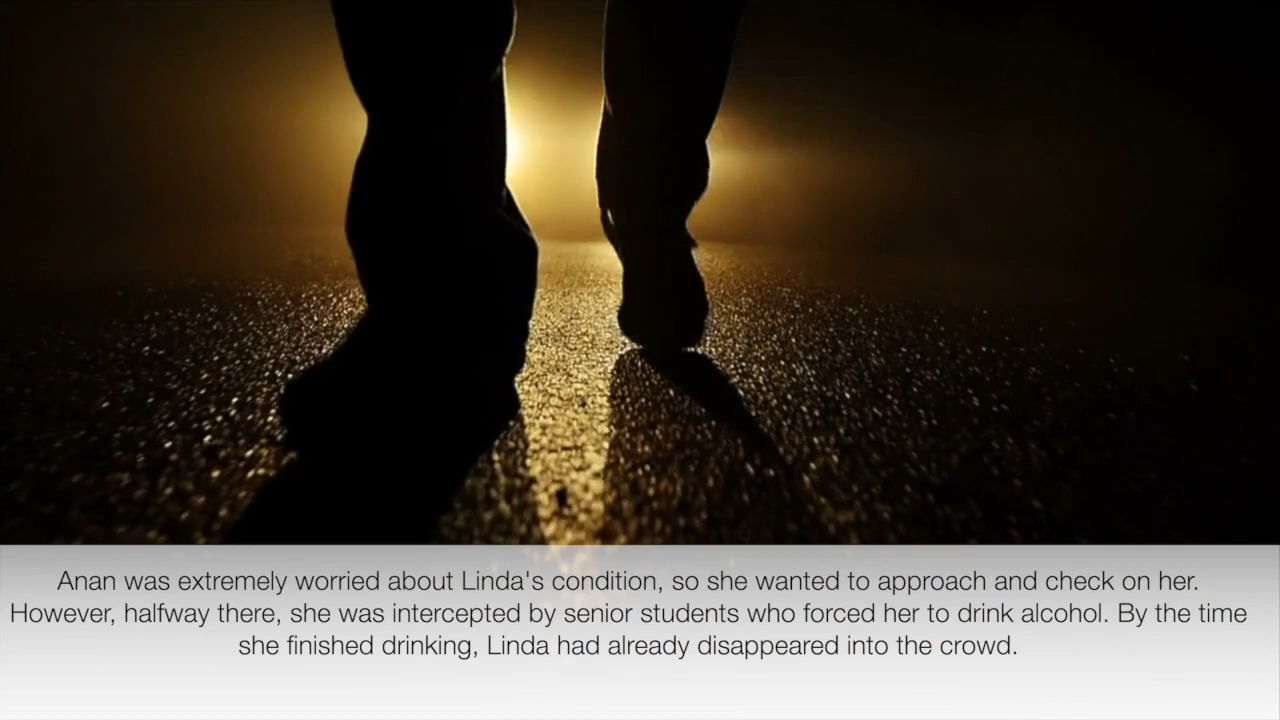 Anan was extremely worried about Linda's condition, so she wanted to approach and check on her.
However, halfway there, she was intercepted by senior students who forced her to drink alcohol. By the time
she finished drinking, Linda had already disappeared into the crowd.